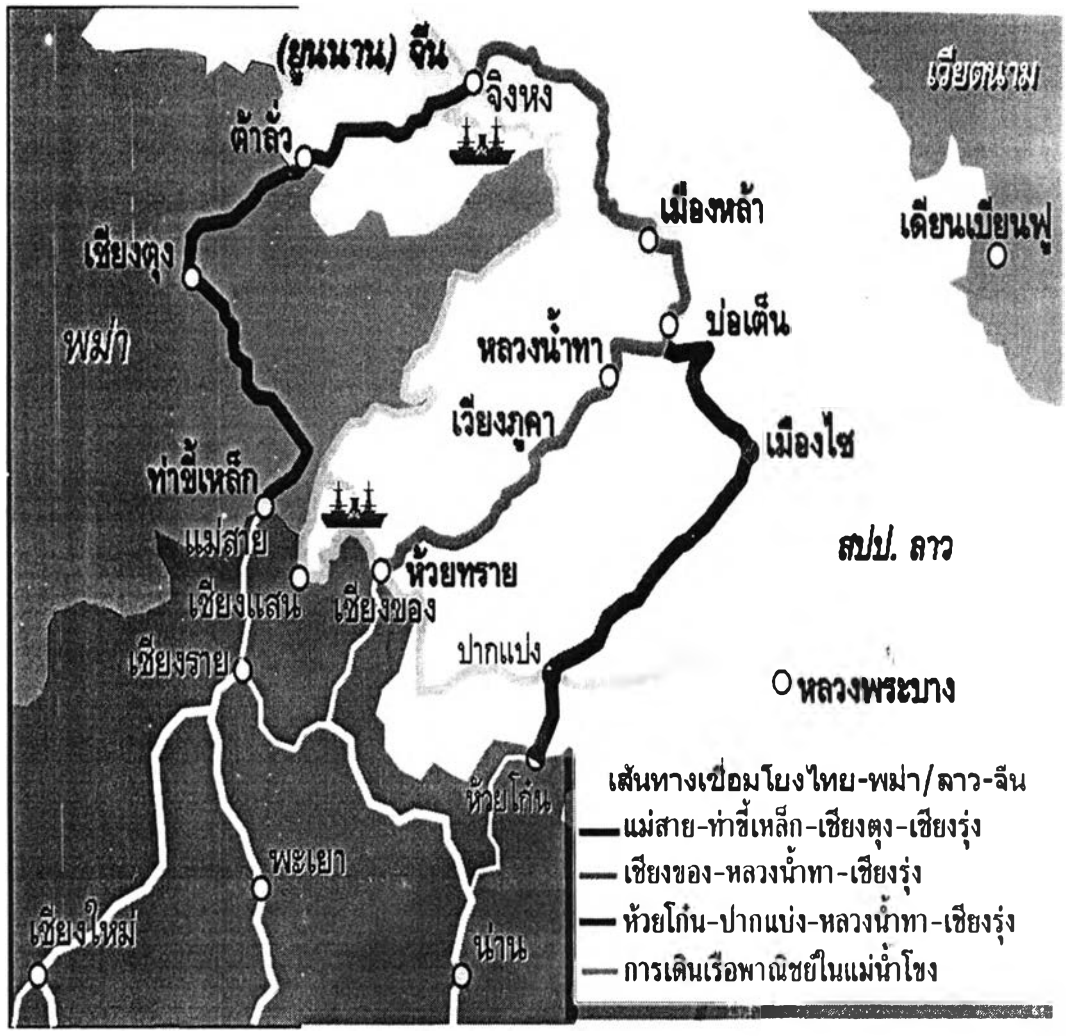 (ยูนนาน) จีน
เวียตนาม
จิงหง
ต้าลั่ว
เมืองหล้า
เดียนเบียนฟู
เชียงตุง
บ่อเต็น
พม่า
หลวงน้ำทา
เวียงภูคา
เมืองไซ
ท่าขี้เหล็ก
แม่สาย
สปป. ลาว
ห้วยทราย
เชียงแสน
เชียงของ
ปากแบ่ง
เชียงราย
หลวงพระบาง
ห้วยโก๋น
เส้นทางเชื่อมโยงไทย-พม่า/ลาว-จีน
แม่สาย-ท่าขี้เหล็ก-เชียงตุง-เชียงรุ่ง
เชียงของ-หลวงน้ำทา-เชียงรุ่ง
ห้วยโก๋น-ปากแบ่ง-หลวงน้ำทา-เชียงรุ่ง
การเดินเรือพาณิชย์ในแม่น้ำโขง
พะเยา
เชียงใหม่
น่าน